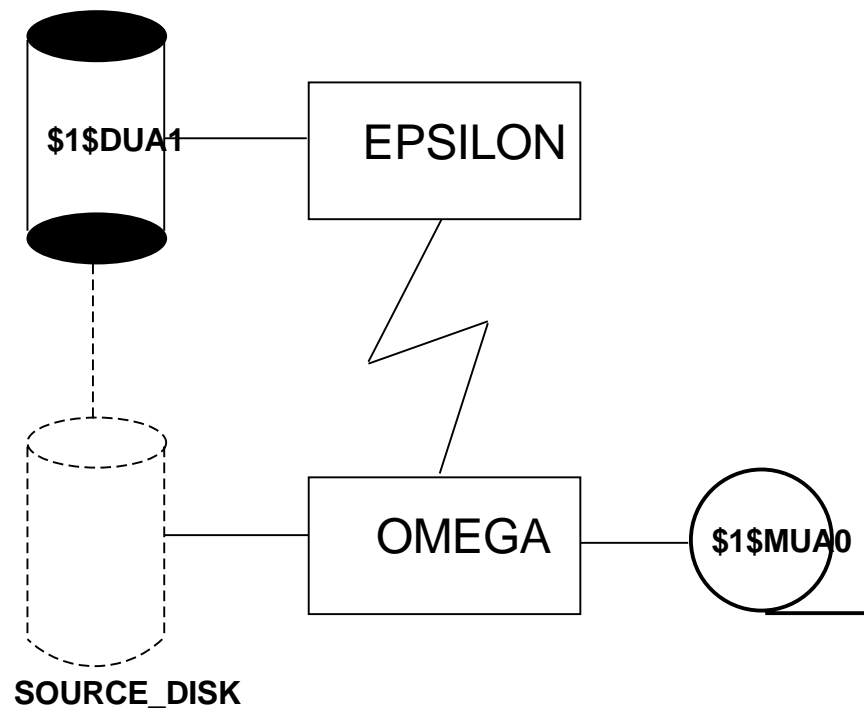 $1$DUA1
EPSILON
OMEGA
$1$MUA0
SOURCE_DISK